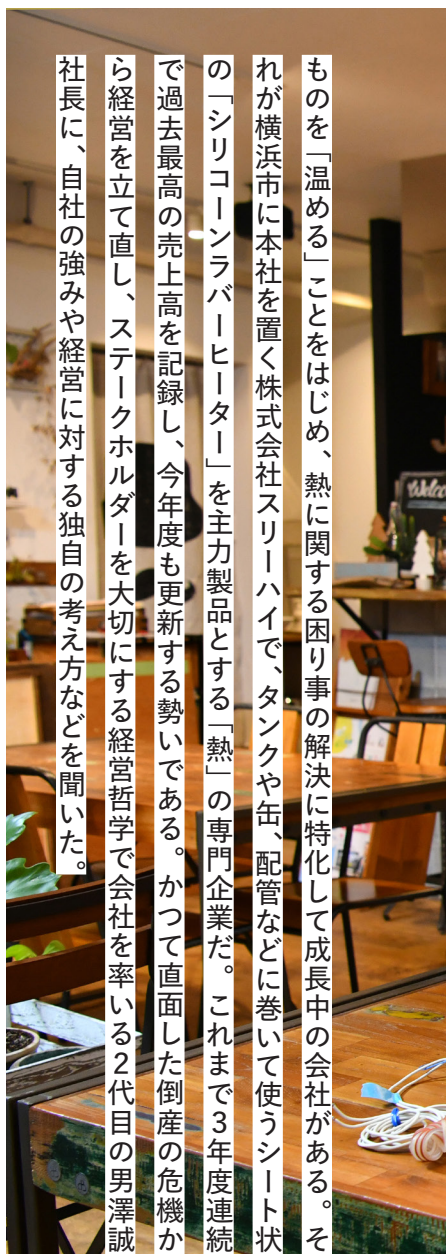 ものを「温める」ことをはじめ、熱に関する困り事の解決に特化して成長中の会社がある。そ
れが横浜市に本社を置く株式会社スリーハイで、タンクや缶、配管などに巻いて使うシート状
の「シリコーンラバーヒーター」を主力製品とする「熱」の専門企業だ。これまで3年度連続
で過去最高の売上高を記録し、今年度も更新する勢いである。かつて直面した倒産の危機か
ら経営を立て直し、ステークホルダーを大切にする経営哲学で会社を率いる2代目の男澤誠
社長に、自社の強みや経営に対する独自の考え方などを聞いた。
Welco